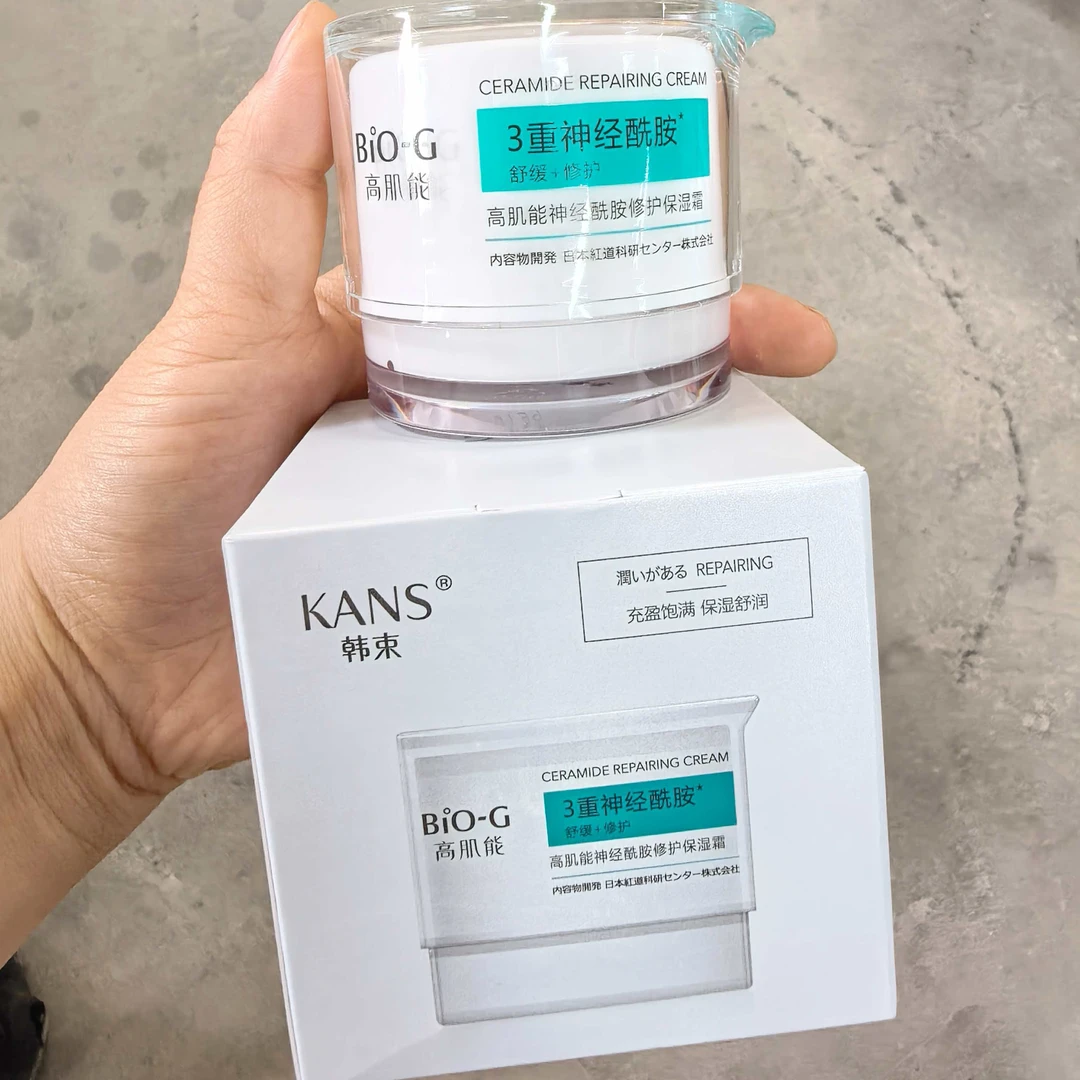 CERAMIDE REPAIRING CREAM
BiO-G
高肌能
3重神经酰胺*
舒缓+修护
高肌能神经酰胺修护保湿霜
内容物開発 日本紅道科研センター株式会社
KANS®
韩束
潤いがある REPAIRING
充盈饱满 保湿舒润
CERAMIDE REPAIRING CREAM
BiO-G
高肌能
3重神经酰胺*
舒缓+修护
高肌能神经酰胺修护保湿霜
内容物開発 日本紅道科研センター株式会社